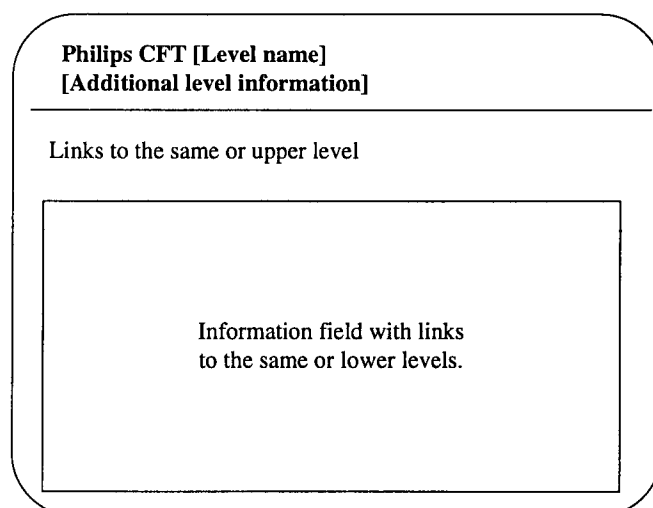 Philips CFT [Level name]
[Additional level information]
Links to the same or upper level
Information field with links
to the same or lower levels.